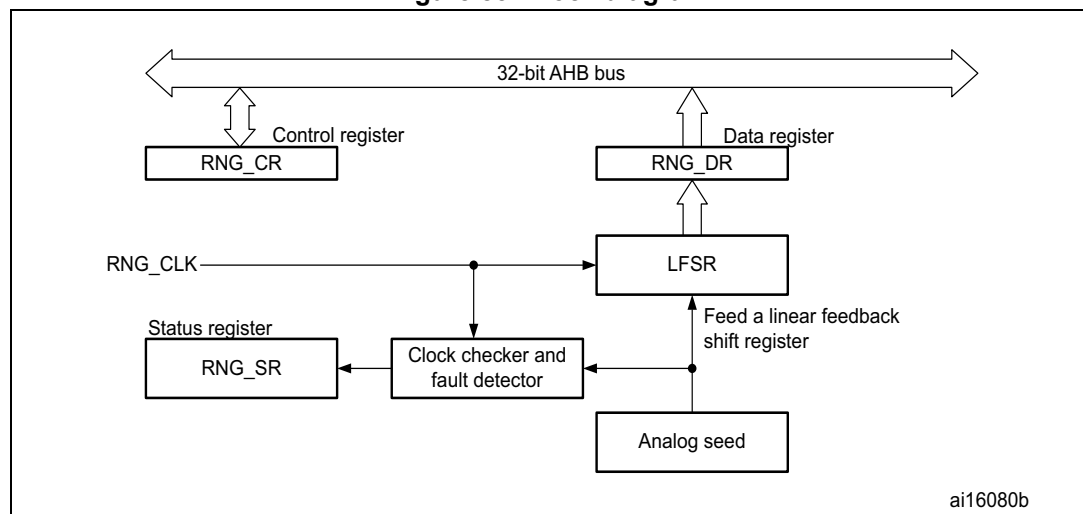 32-bit AHB bus
Control register
Data register
RNG_CR
RNG_DR
RNG_CLK
LFSR
Feed a linear feedback
shift register
Status register
RNG_SR
Clock checker and
fault detector
Analog seed
ai16080b